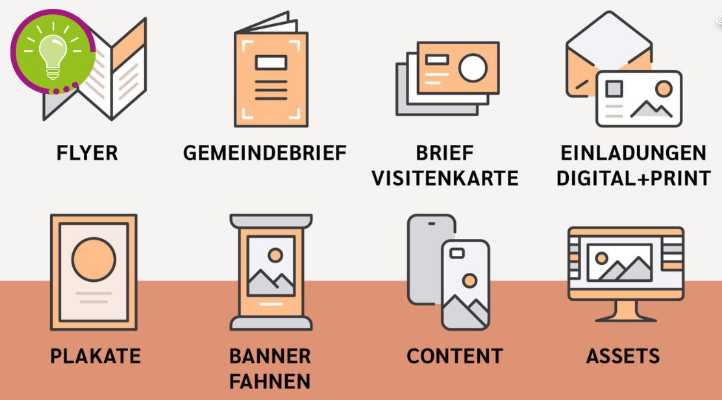 FLYER
GEMEINDEBRIEF
BRIEF
VISITENKARTE
EINLADUNGEN
DIGITAL+PRINT
PLAKATE
BANNER
FAHNEN
CONTENT
ASSETS